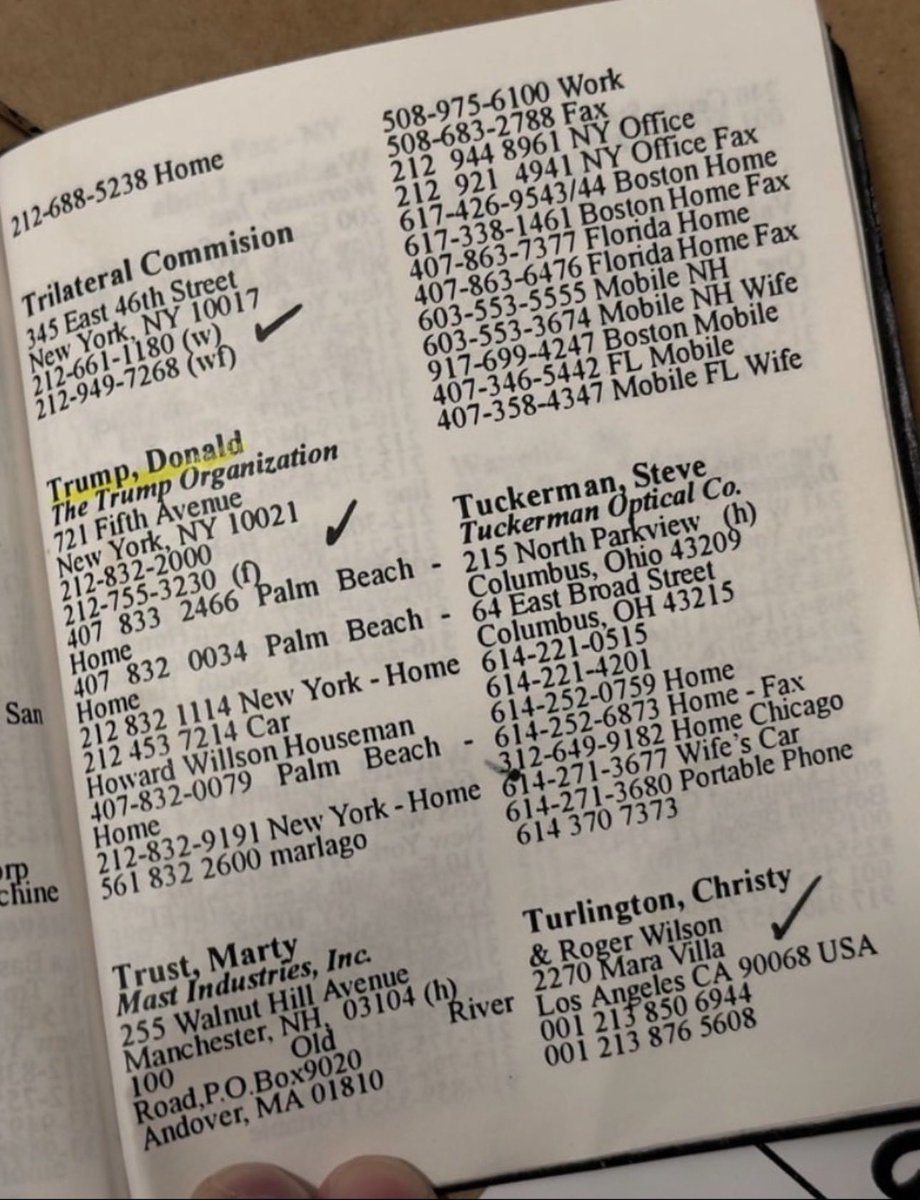 212-688-5238 Home
Trilateral Commision
345 East 46th Street
New York, NY 10017
212-661-1180 (w)
212-949-7268 (wf)
Trump, Donald
The Trump Organization
721 Fifth Avenue
New York, NY 10021
212-832-2000
212-755-3230 (f)
407 833 2466 Palm Beach -
Home
407 832 0034 Palm Beach -
Home
212 832 1114 New York - Home
212 453 7214 Car
Howard Willson Houseman
407-832-0079 Palm Beach -
Home
212-832-9191 New York - Home
561 832 2600 marlago
Trust, Marty
Mast Industries, Inc.
255 Walnut Hill Avenue
Manchester, NH, 03104 (h)
100 Old River
Road,P.O.Box9020
Andover, MA 01810
508-975-6100 Work
508-683-2788 Fax
212 944 8961 NY Office
212 921 4941 NY Office Fax
617-426-9543/44 Boston Home
617-338-1461 Boston Home Fax
407-863-7377 Florida Home
407-863-6476 Florida Home Fax
603-553-5555 Mobile NH
603-553-3674 Mobile NH Wife
917-699-4247 Boston Mobile
407-346-5442 FL Mobile
407-358-4347 Mobile FL Wife
Tuckerman, Steve
Tuckerman Optical Co.
215 North Parkview (h)
Columbus, Ohio 43209
64 East Broad Street
Columbus, OH 43215
614-221-0515
614-221-4201
614-252-0759 Home
614-252-6873 Home - Fax
312-649-9182 Home Chicago
614-271-3677 Wife's Car
614-271-3680 Portable Phone
614 370 7373
Turlington, Christy
& Roger Wilson
2270 Mara Villa
Los Angeles CA 90068 USA
001 213 850 6944
001 213 876 5608
San